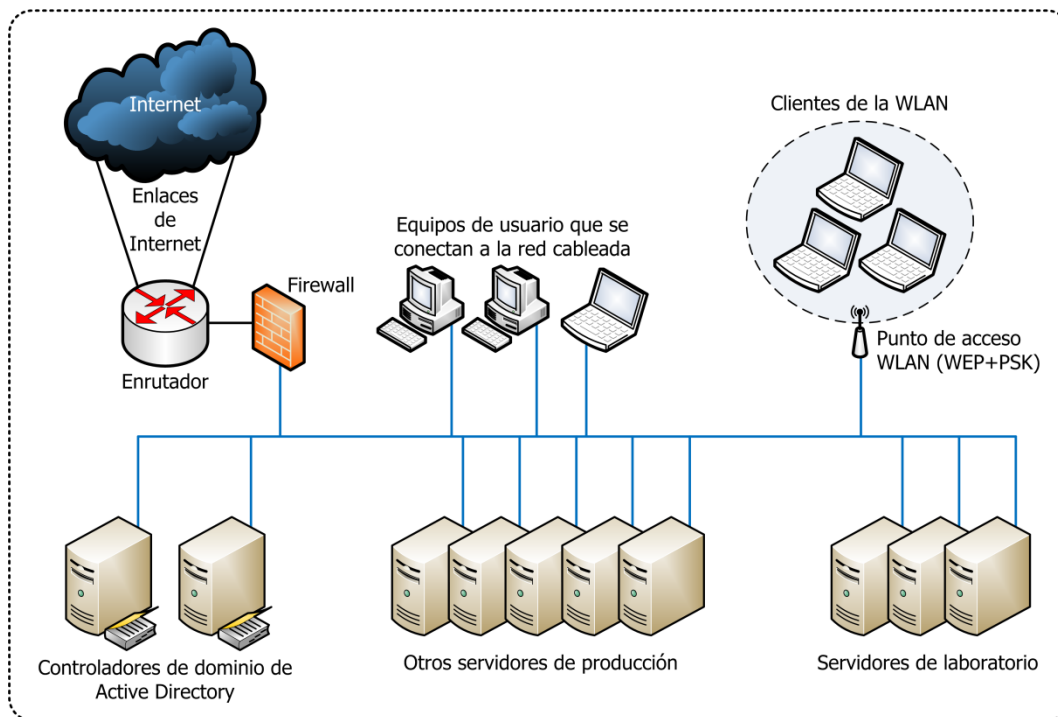 Internet
Enlaces
de
Internet
Enrutador
Firewall
Equipos de usuario que se
conectan a la red cableada
Clientes de la WLAN
Punto de acceso
WLAN (WEP+PSK)
Controladores de dominio de
Active Directory
Otros servidores de producción
Servidores de laboratorio